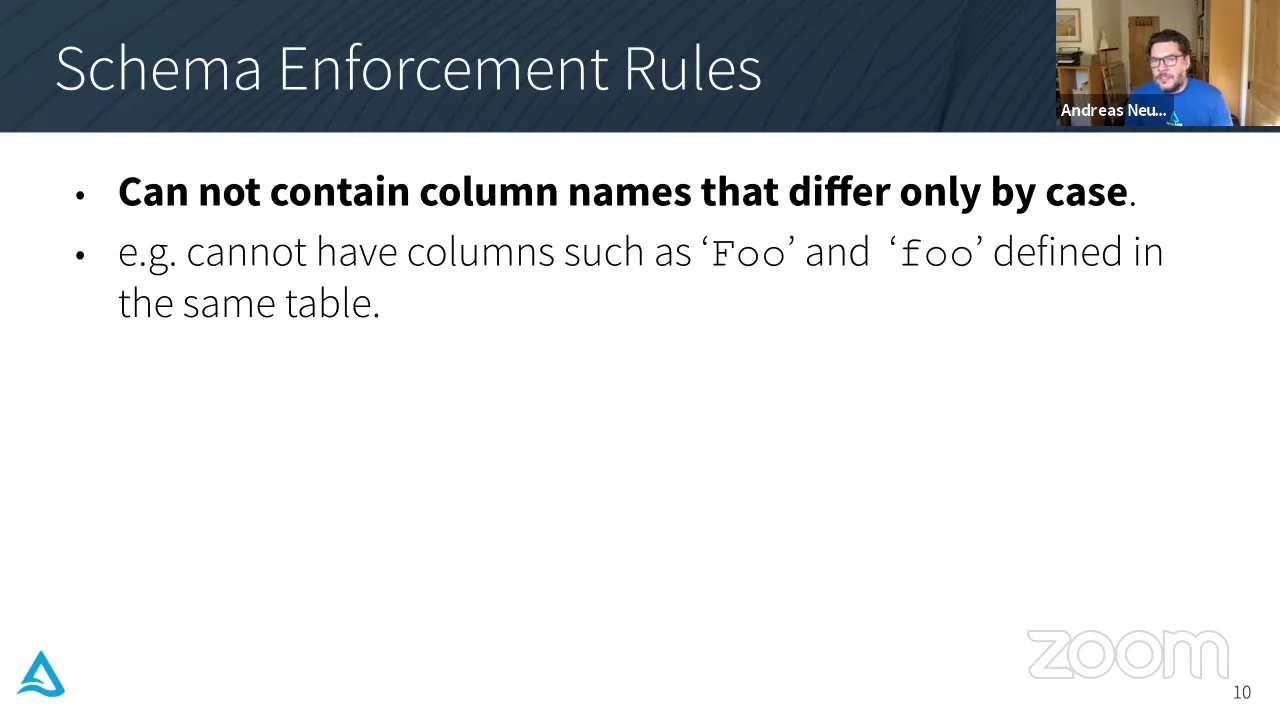 Schema Enforcement Rules
Andreas Neu...
• Can not contain column names that differ only by case.
• e.g. cannot have columns such as ‘Foo’ and ‘foo’ defined in
the same table.
zoom
10